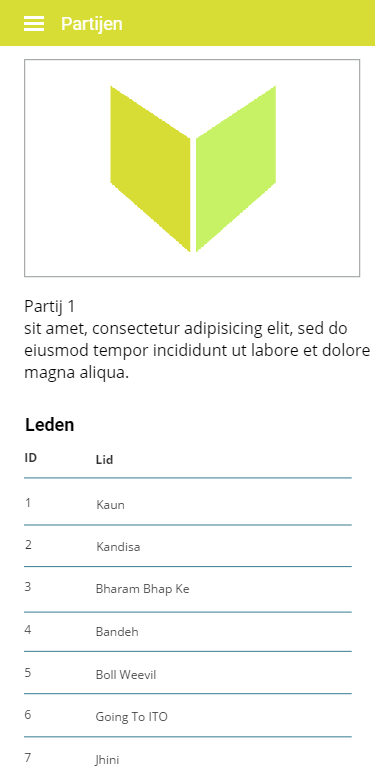 Partijen
Partij 1
sit amet, consectetur adipisicing elit, sed do
eiusmod tempor incididunt ut labore et dolore
magna aliqua.
Leden
ID Lid
1 Kaun
2 Kandisa
3 Bharam Bhap Ke
4 Bandeh
5 Boll Weevil
6 Going To ITO
7 Jhini